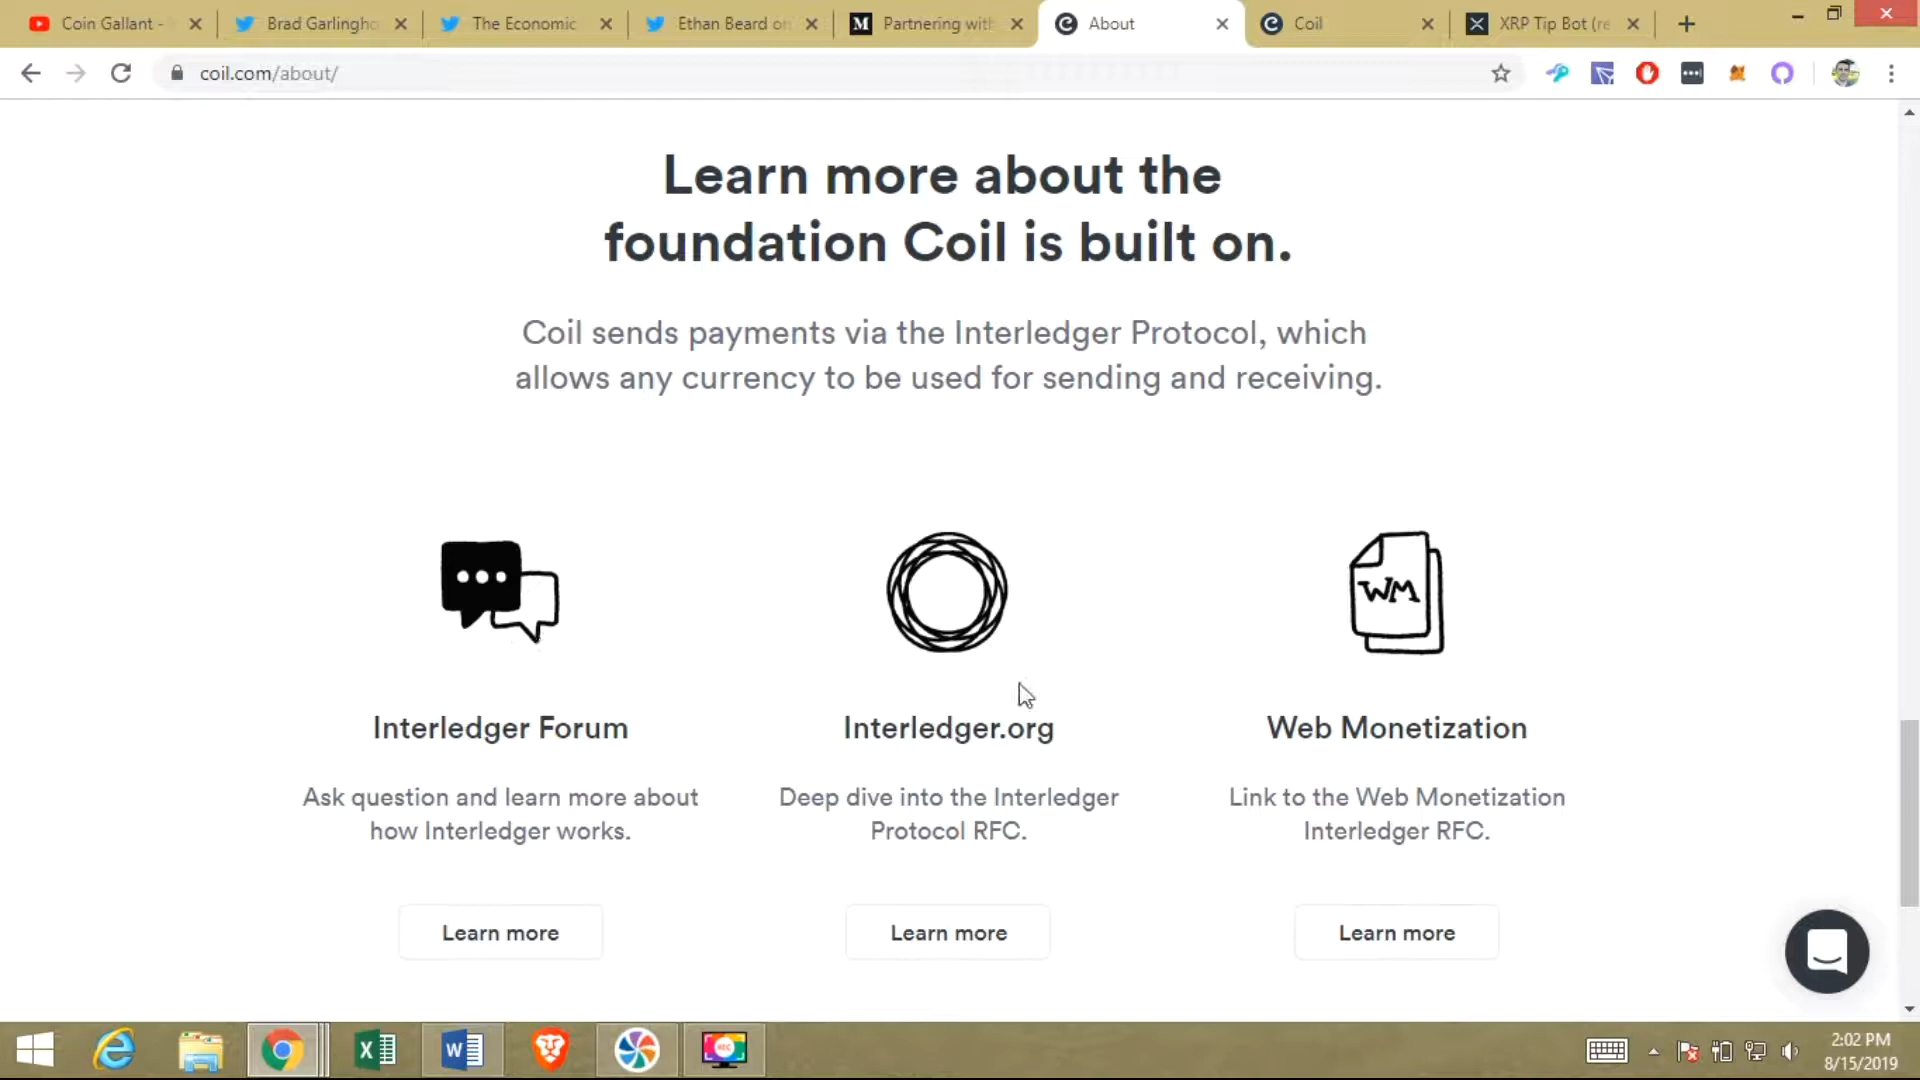 Coin Gallant -
Brad Garlingho
The Economic
Ethan Beard on
M
Partnering with
About
Coil
XRP Tip Bot (re
coil.com/about/
Learn more about the
foundation Coil is built on.
Coil sends payments via the Interledger Protocol, which
allows any currency to be used for sending and receiving.
WM
Interledger Forum
Interledger.org
Web Monetization
Ask question and learn more about
how Interledger works.
Deep dive into the Interledger
Protocol RFC.
Link to the Web Monetization
Interledger RFC.
Learn more
Learn more
Learn more
REC
2:02 PM
8/15/2019